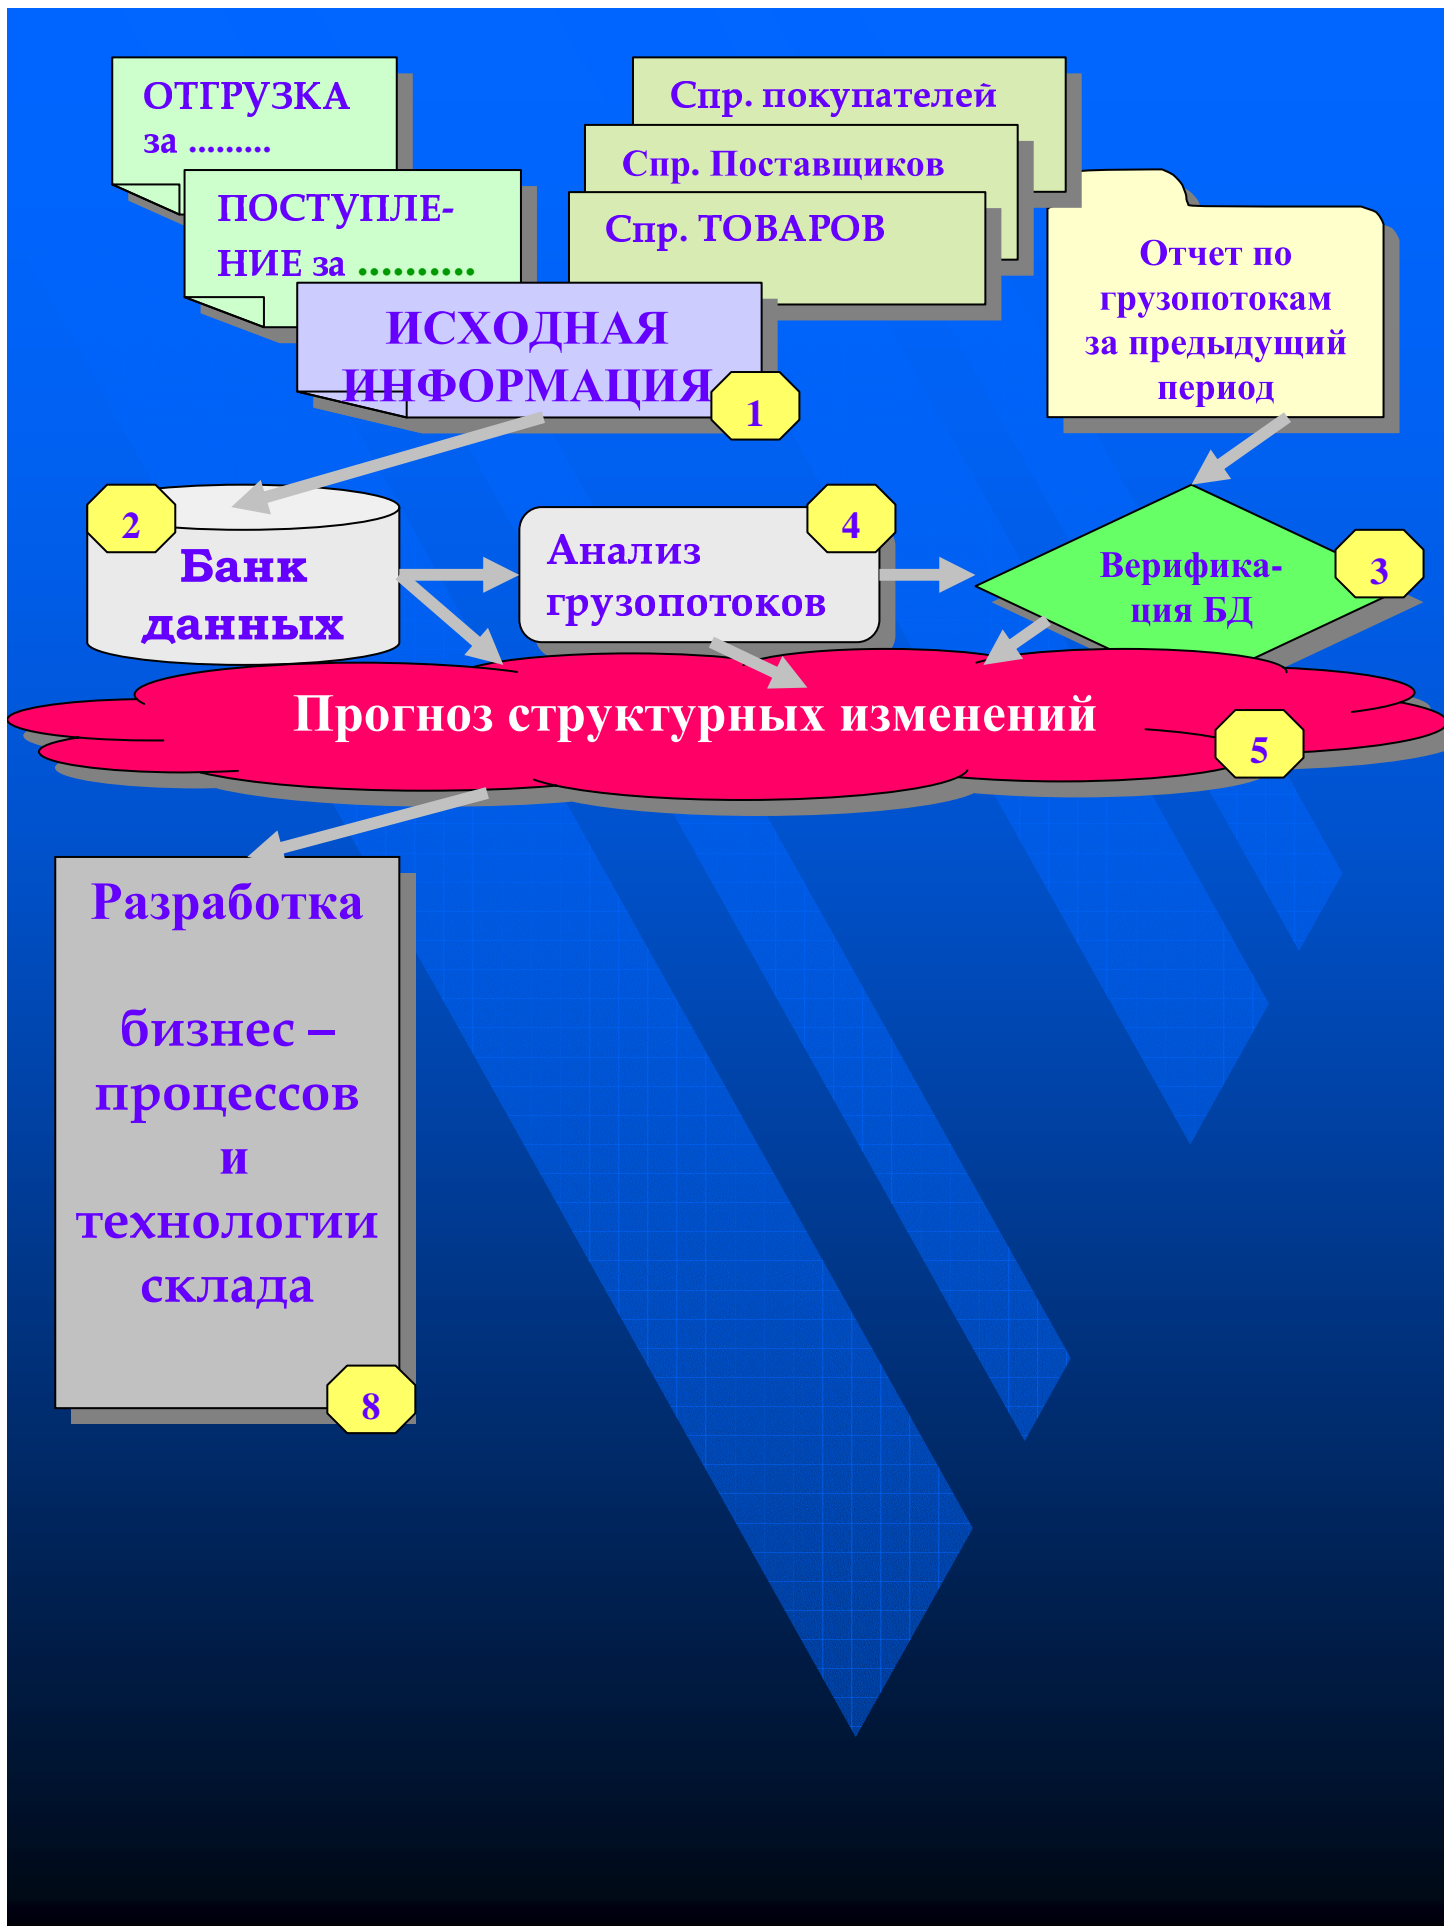 ОТГРУЗКА
за .........
ПОСТУПЛЕ-
НИЕ за ..........
Спр. покупателей
Спр. Поставщиков
Спр. ТОВАРОВ
ИСХОДНАЯ
ИНФОРМАЦИЯ
1
Отчет по
грузопотокам
за предыдущий
период
2
Банк
данных
4
Анализ
грузопотоков
3
Верифика-
ция БД
Прогноз структурных изменений
5
Разработка
бизнес –
процессов
и
технологии
склада
8